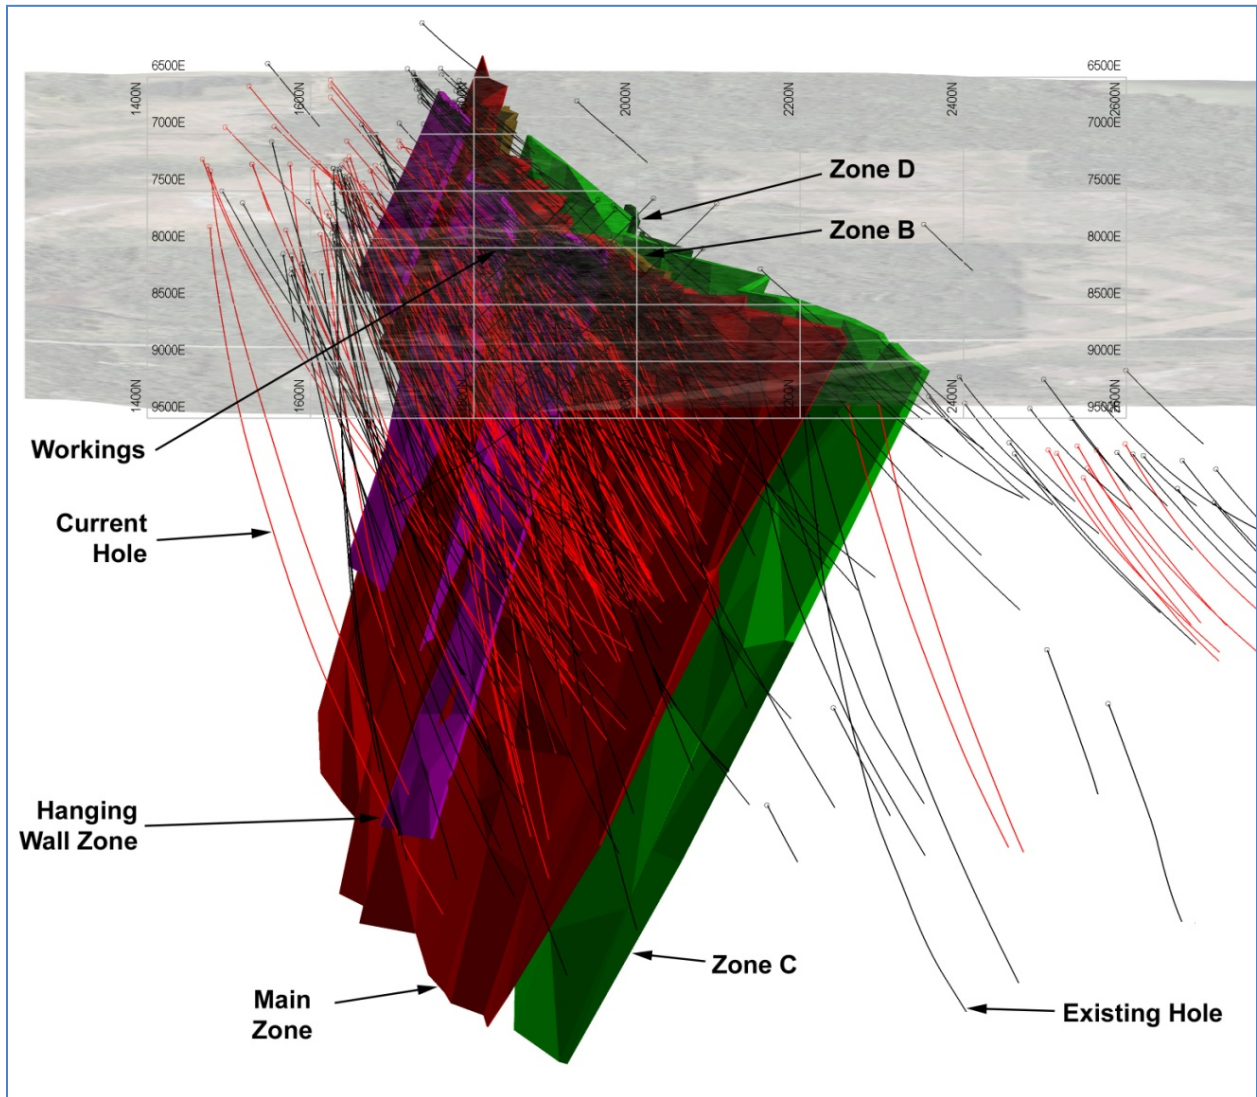 6500E
6500E
1400N
1600N
2000N
2200N
2400N
2600N
7000E
7000E
7500E
7500E
Zone D
8000E
8000E
Zone B
8500E
8500E
9000E
9000E
1400N
1600N
2400N
9500E
9500E
Workings
Current
Hole
Hanging
Wall Zone
Zone C
Main
Zone
Existing Hole